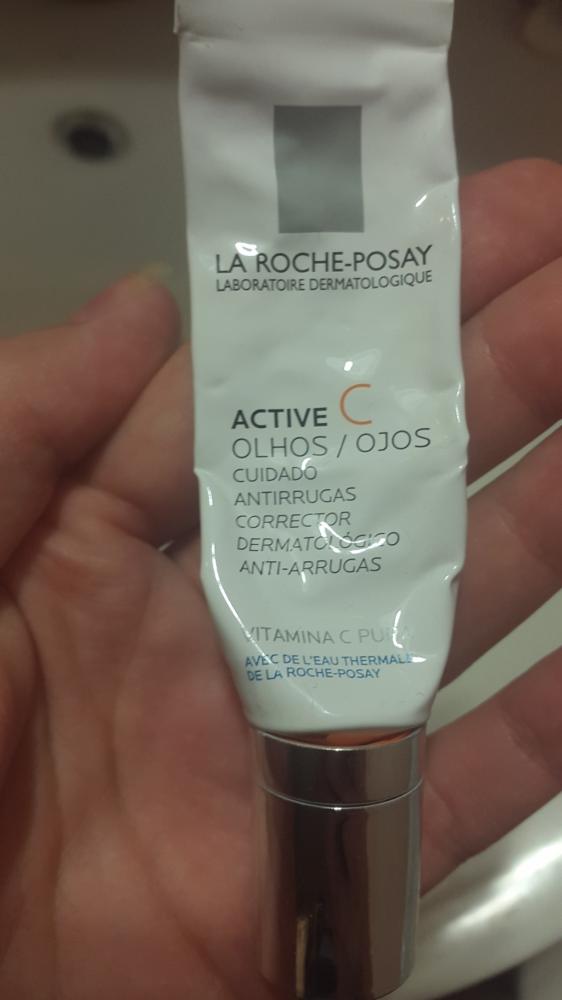 LA ROCHE-POSAY
LABORATOIRE DERMATOLOGIQUE
ACTIVE C
OLHOS / OJOS
CUIDADO
ANTIRRUGAS
CORRECTOR
DERMATOLÓGICO
ANTI-ARRUGAS
VITAMINA C PURA
AVEC DE L'EAU THERMALE
DE LA ROCHE-POSAY